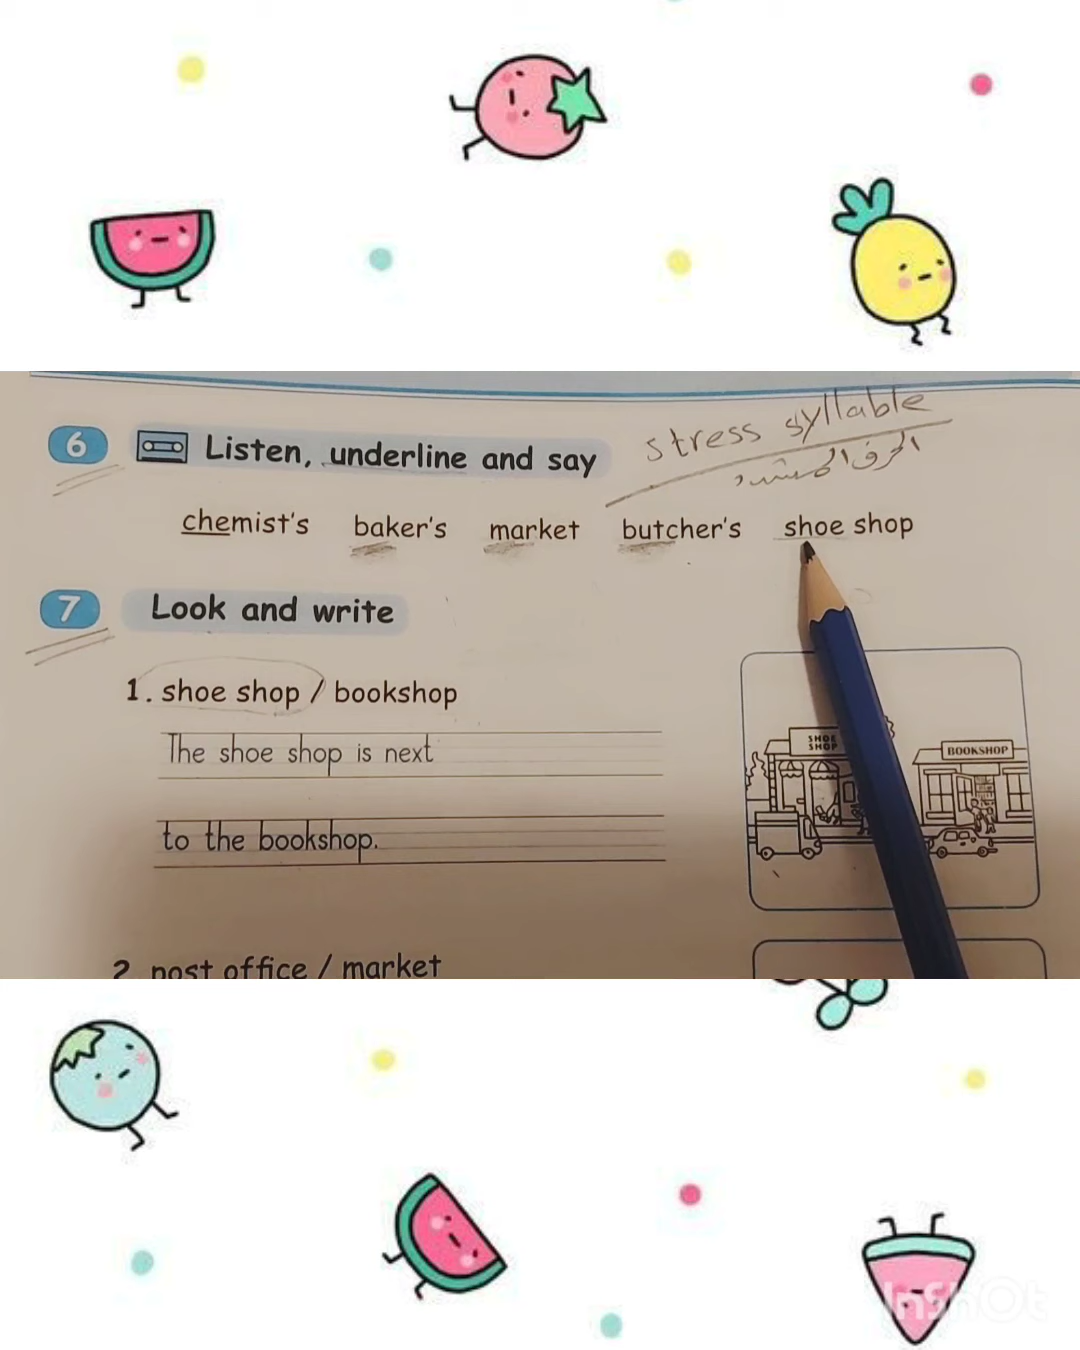 stress syllable
6 Listen, underline and say
الحرف المشدد
chemist's baker's market butcher's shoe shop
7 Look and write
1. shoe shop / bookshop
The shoe shop is next
to the bookshop.
SHOE
SHOP
BOOKSHOP
2 post office / market
InShOt